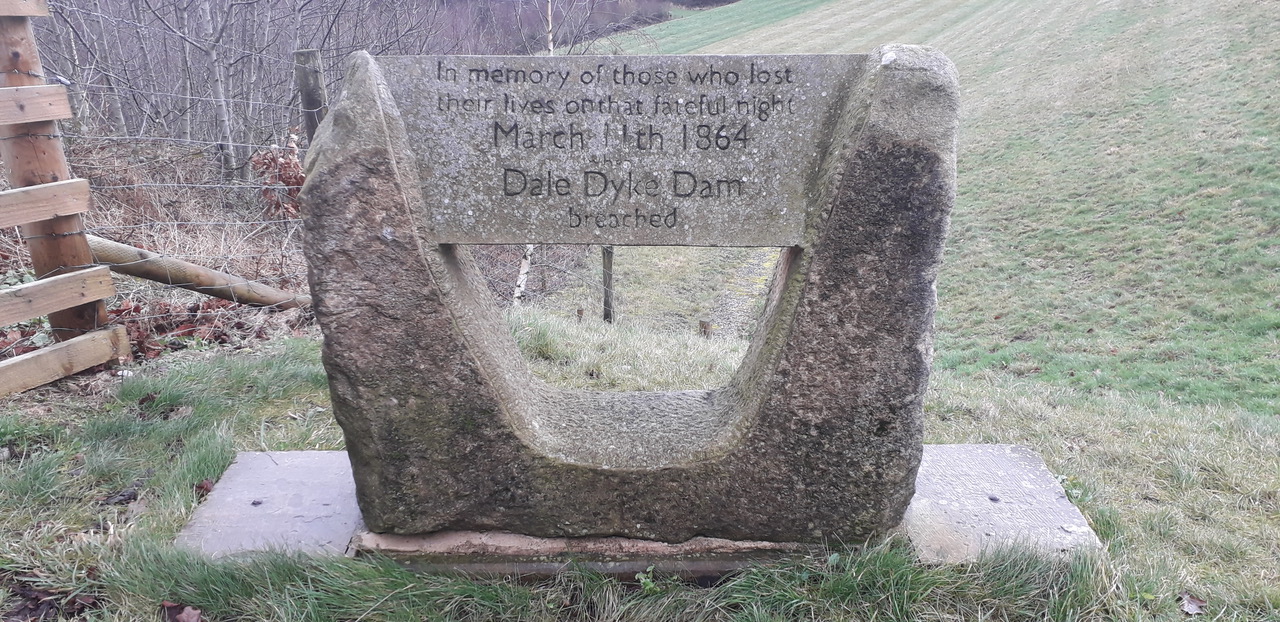 In memory of those who lost
their lives on that fateful night
March 11th 1864
when
Dale Dyke Dam
breached